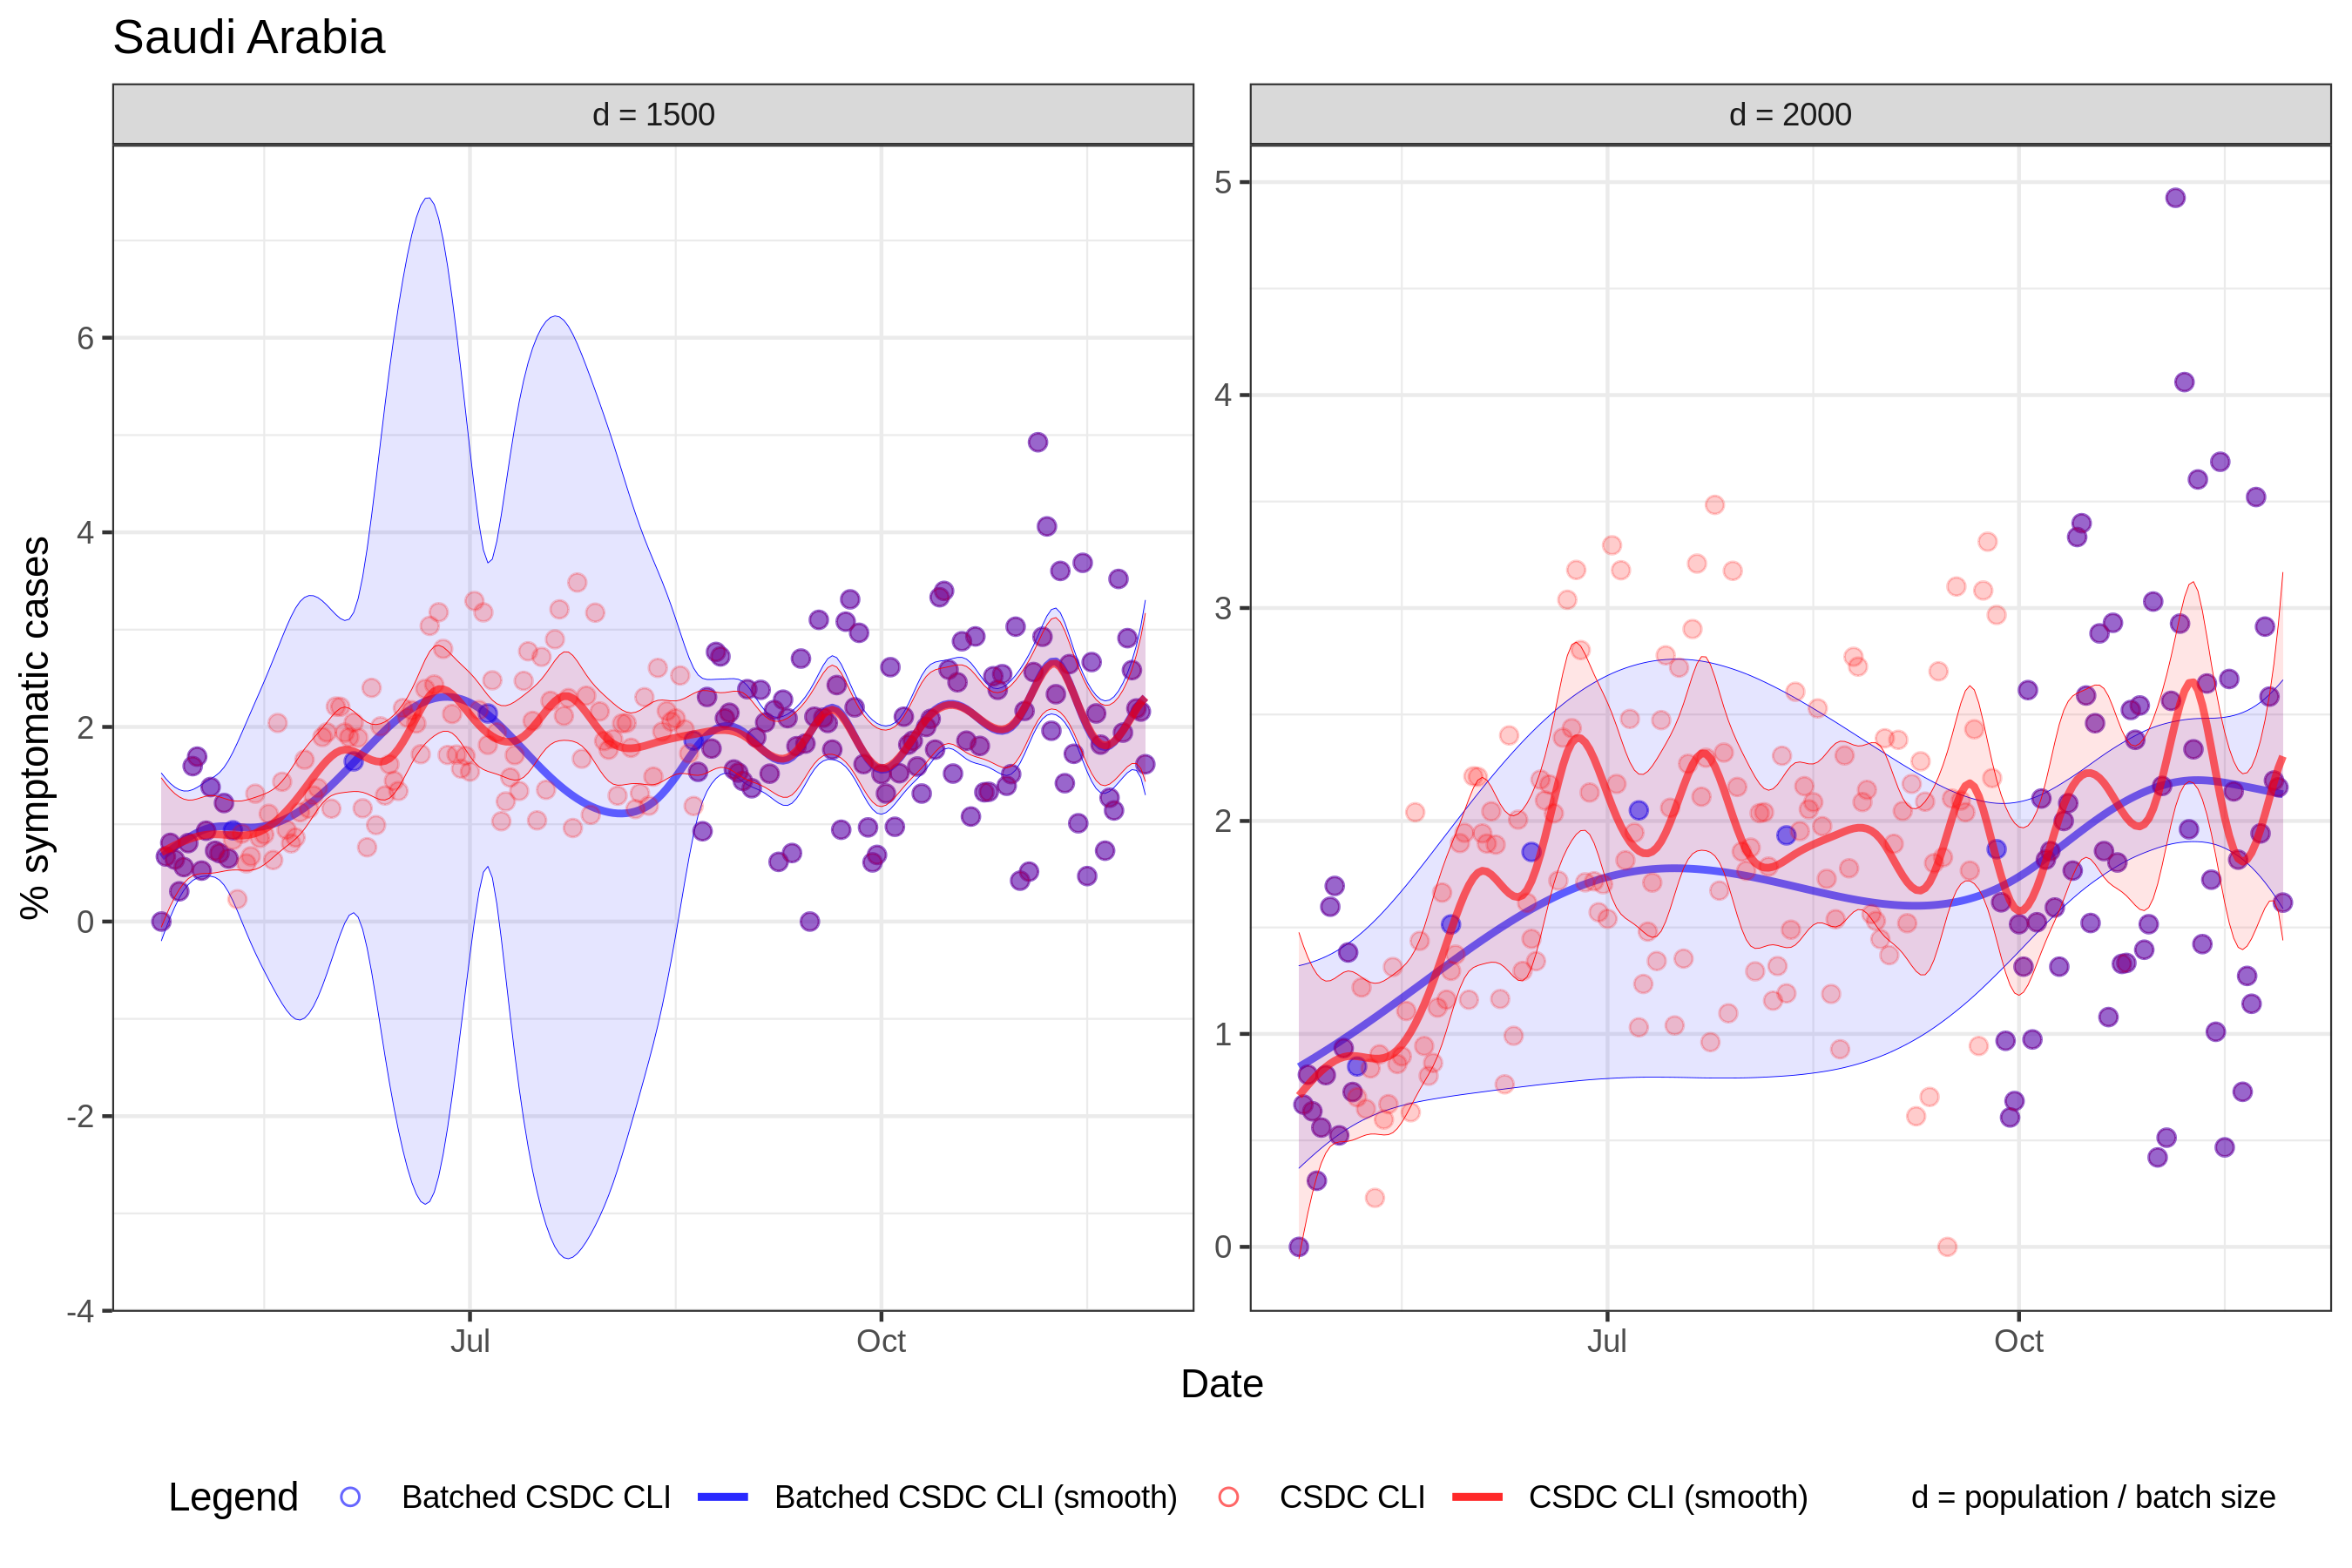 Saudi Arabia
d = 1500
d = 2000
% symptomatic cases
6
4
2
0
-2
-4
5
4
3
2
1
0
Jul
Oct
Jul
Oct
Date
Legend
Batched CSDC CLI
Batched CSDC CLI (smooth)
CSDC CLI
CSDC CLI (smooth)
d = population / batch size